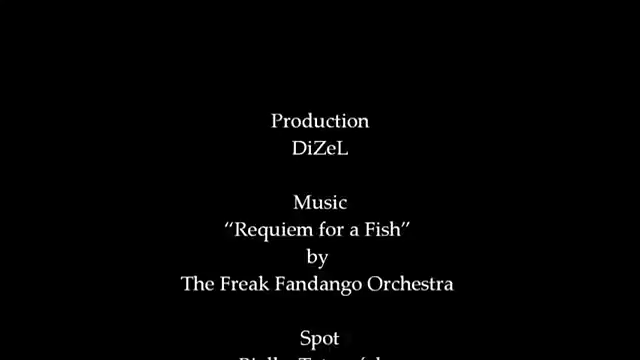 Production
DiZeL
Music
“Requiem for a Fish”
by
The Freak Fandango Orchestra
Spot